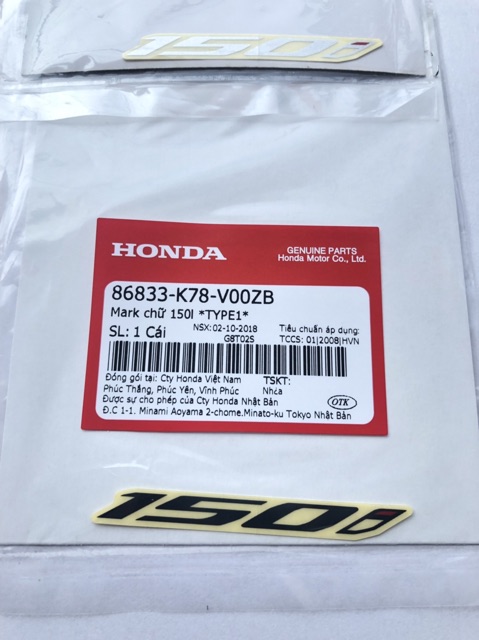 150i
HONDA
GENUINE PARTS
Honda Motor Co., Ltd.
86833-K78-V00ZB
Mark chữ 150I *TYPE1*
SL: 1 Cái
NSX:02-10-2018
G8T02S
Tiêu chuẩn áp dụng:
TCCS: 01|2008|HVN
Đóng gói tại: Cty Honda Việt Nam
Phúc Thắng, Phúc Yên, Vĩnh Phúc
TSKT:
Nhựa
Được sự cho phép của Cty Honda Nhật Bản
Đ.C 1-1. Minami Aoyama 2-chome.Minato-ku Tokyo Nhật Bản
OTK
150i